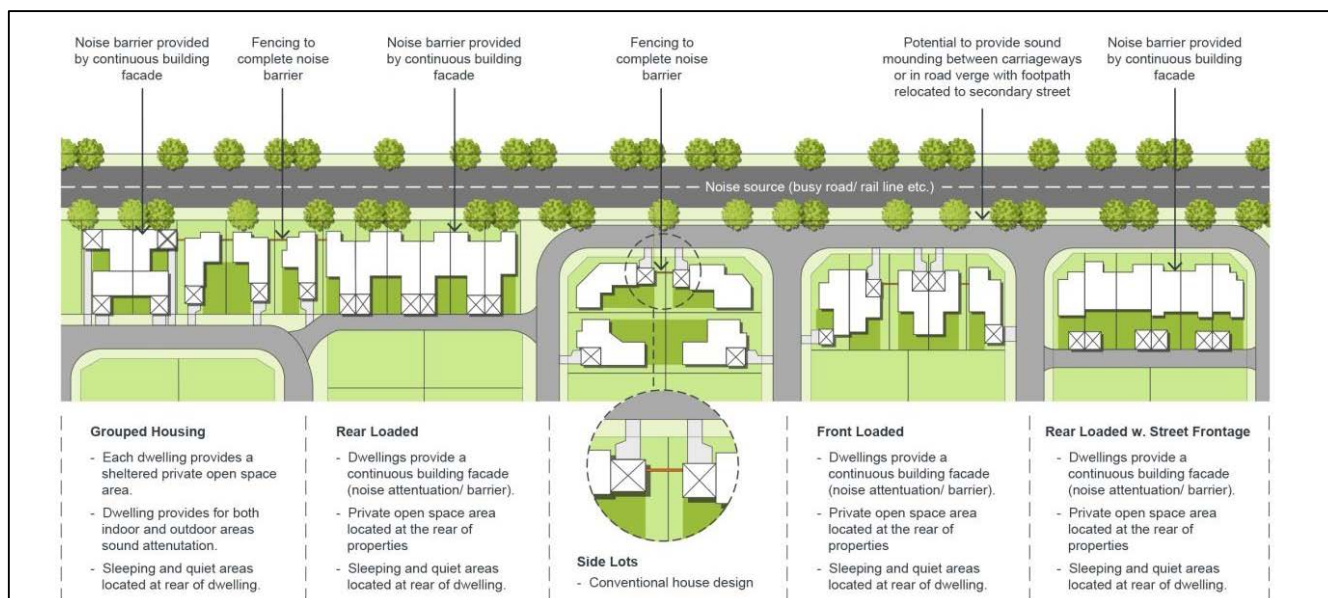 Noise barrier provided
by continuous building
facade
Fencing to
complete noise
barrier
Noise barrier provided
by continuous building
facade
Fencing to
complete noise
barrier
Potential to provide sound
mounding between carriageways
or in road verge with footpath
relocated to secondary street
Noise barrier provided
by continuous building
facade
Noise source (busy road/ rail line etc.)
Grouped Housing
- Each dwelling provides a
sheltered private open space
area.
- Dwelling provides for both
indoor and outdoor areas
sound attenutation.
- Sleeping and quiet areas
located at rear of dwelling.
Rear Loaded
- Dwellings provide a
continuous building facade
(noise attentuation/ barrier).
- Private open space area
located at the rear of
properties
- Sleeping and quiet areas
located at rear of dwelling.
Side Lots
- Conventional house design
Front Loaded
- Dwellings provide a
continuous building facade
(noise attentuation/ barrier).
- Private open space area
located at the rear of
properties
- Sleeping and quiet areas
located at rear of dwelling.
Rear Loaded w. Street Frontage
- Dwellings provide a
continuous building facade
(noise attentuation/ barrier).
- Private open space area
located at the rear of
properties
- Sleeping and quiet areas
located at rear of dwelling.